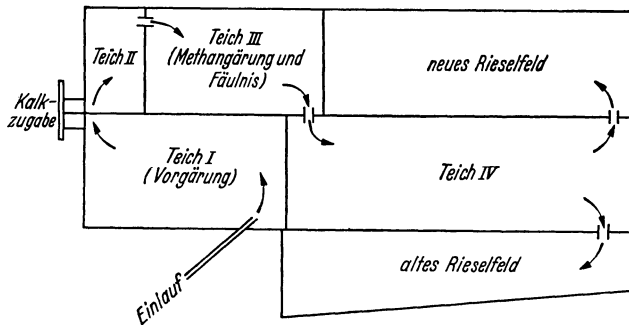 Teich II
Teich III
(Methangärung und
Fäulnis)
neues Rieselfeld
Kalk-
zugabe
Teich I
(Vorgärung)
Teich IV
Einlauf
altes Rieselfeld